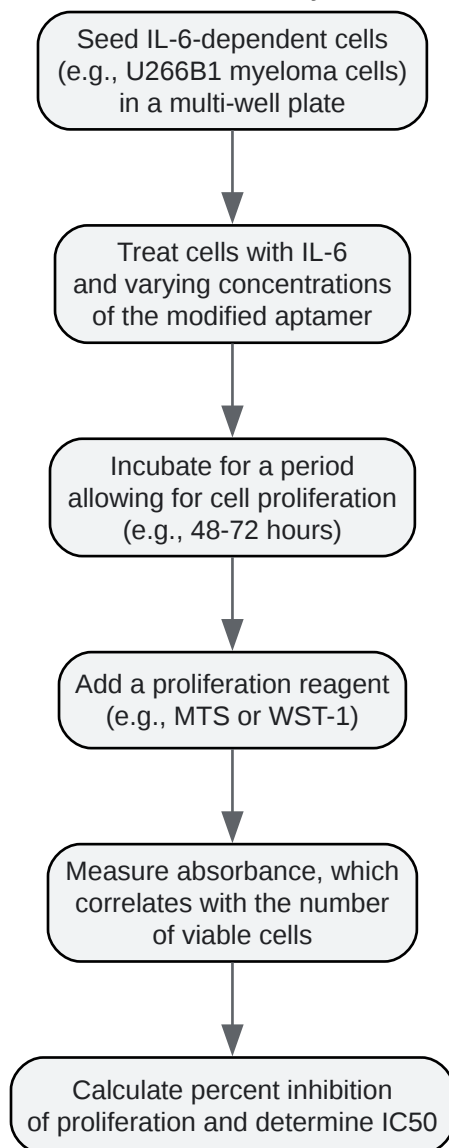 Seed IL-6-dependent cells
(e.g., U266B1 myeloma cells)
in a multi-well plate
Treat cells with IL-6
and varying concentrations
of the modified aptamer
Incubate for a period
allowing for cell proliferation
(e.g., 48-72 hours)
Add a proliferation reagent
(e.g., MTS or WST-1)
Measure absorbance, which
correlates with the number
of viable cells
Calculate percent inhibition
of proliferation and determine IC50